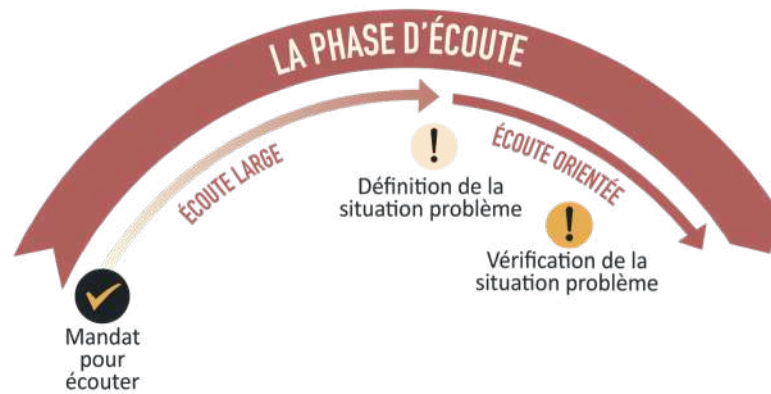 LA PHASE D'ÉCOUTE
ÉCOUTE LARGE
ÉCOUTE ORIENTÉE
!
Définition de la
situation problème
!
Vérification de la
situation problème
Mandat
pour
écouter